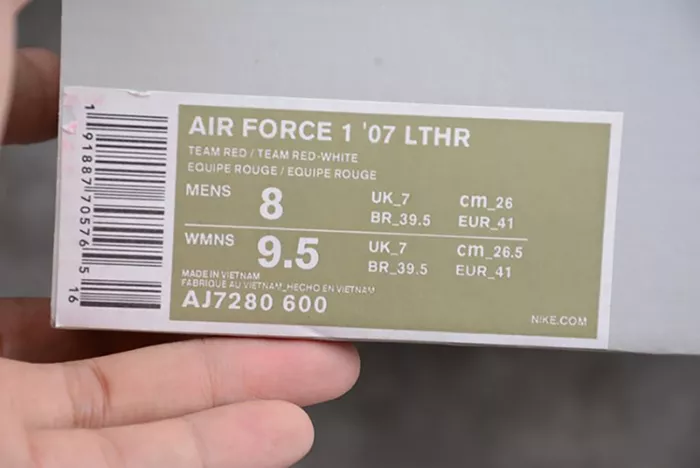 AIR FORCE 1 '07 LTHR
TEAM RED / TEAM RED-WHITE
EQUIPE ROUGE / EQUIPE ROUGE
MENS 8 UK_7 cm_26
BR_39.5 EUR_41
WMNS 9.5 UK_7 cm_26.5
BR_39.5 EUR_41
MADE IN VIETNAM
FABRIQUE AU VIETNAM_HECHO EN VIETNAM
AJ7280 600
NIKE.COM
1 91887 70576 5
16